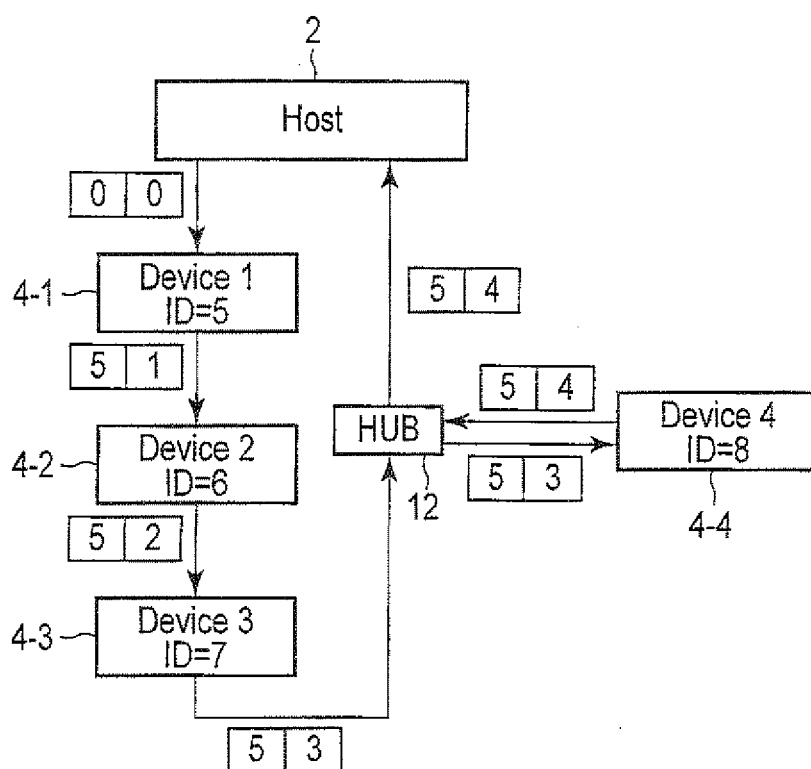 2
Host
0 0
4-1
Device 1
ID=5
5 4
5 1
5 4
HUB
Device 4
ID=8
4-2
Device 2
ID=6
12
5 3
4-4
5 2
4-3
Device 3
ID=7
5 3